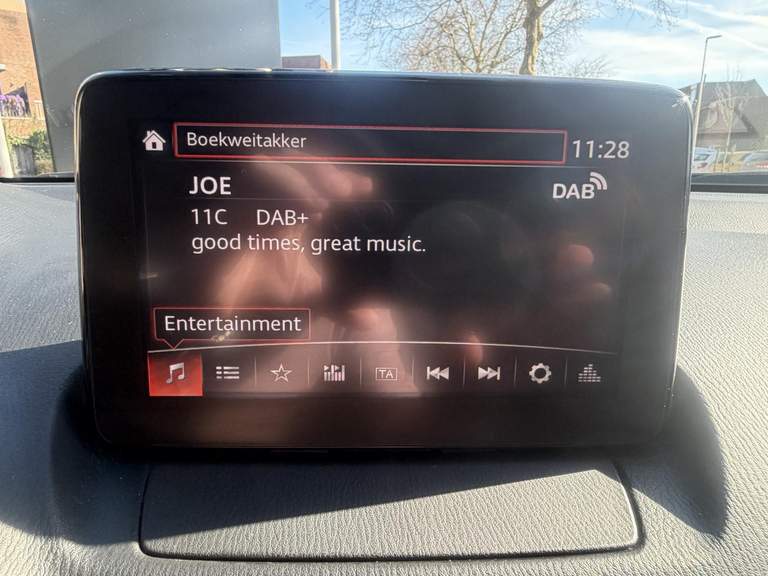 Boekweitakker 11:28
JOE DAB
11C DAB+
good times, great music.
Entertainment
TA